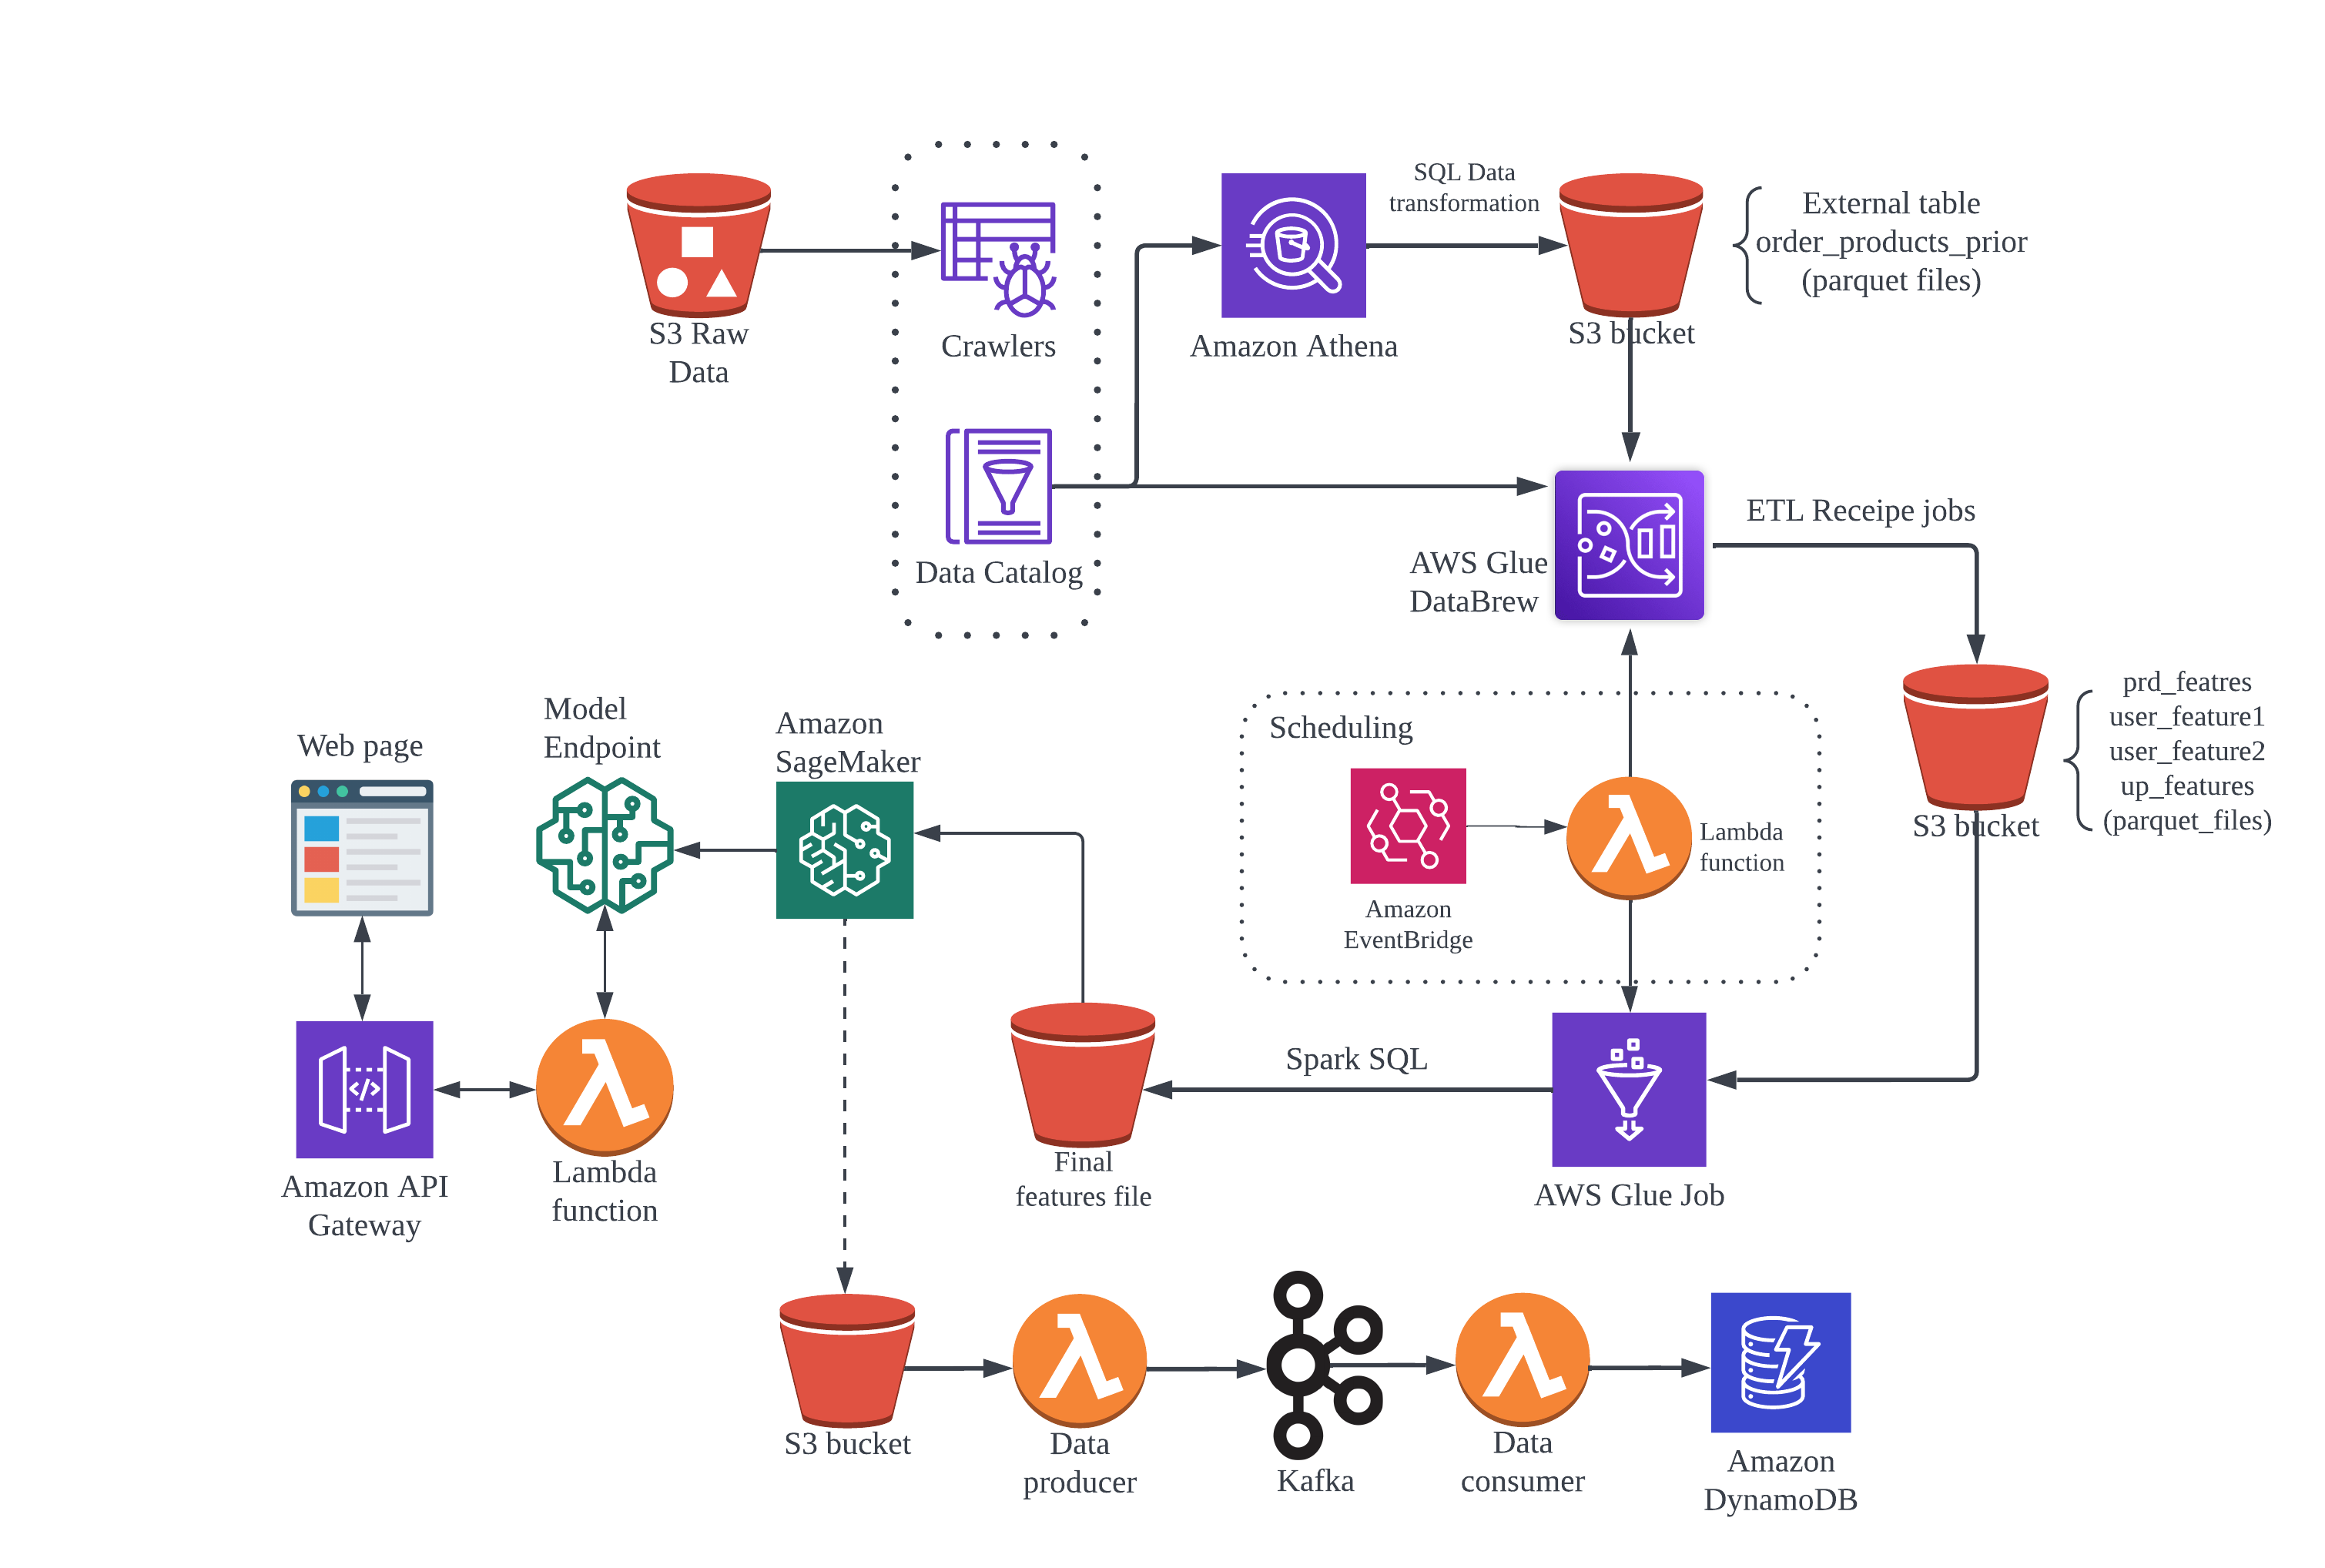 SQL Data
transformation
External table
order_products_prior
(parquet files)
S3 Raw
Data
Crawlers
Amazon Athena
S3 bucket
Data Catalog
AWS Glue
DataBrew
ETL Receipe jobs
prd_featres
user_feature1
user_feature2
up_features
(parquet_files)
S3 bucket
Scheduling
Amazon
EventBridge
Lambda
function
Web page
Model
Endpoint
Amazon
SageMaker
Amazon API
Gateway
Lambda
function
Final
features file
Spark SQL
AWS Glue Job
S3 bucket
Data
producer
Kafka
Data
consumer
Amazon
DynamoDB